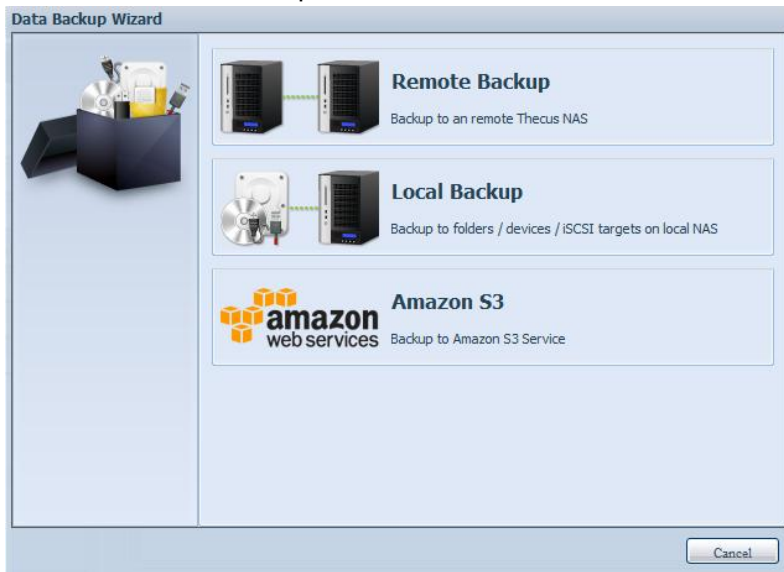 Data Backup Wizard
Remote Backup
Backup to an remote Thecus NAS
Local Backup
Backup to folders / devices / iSCSI targets on local NAS
amazon
web services
Amazon S3
Backup to Amazon S3 Service
Cancel